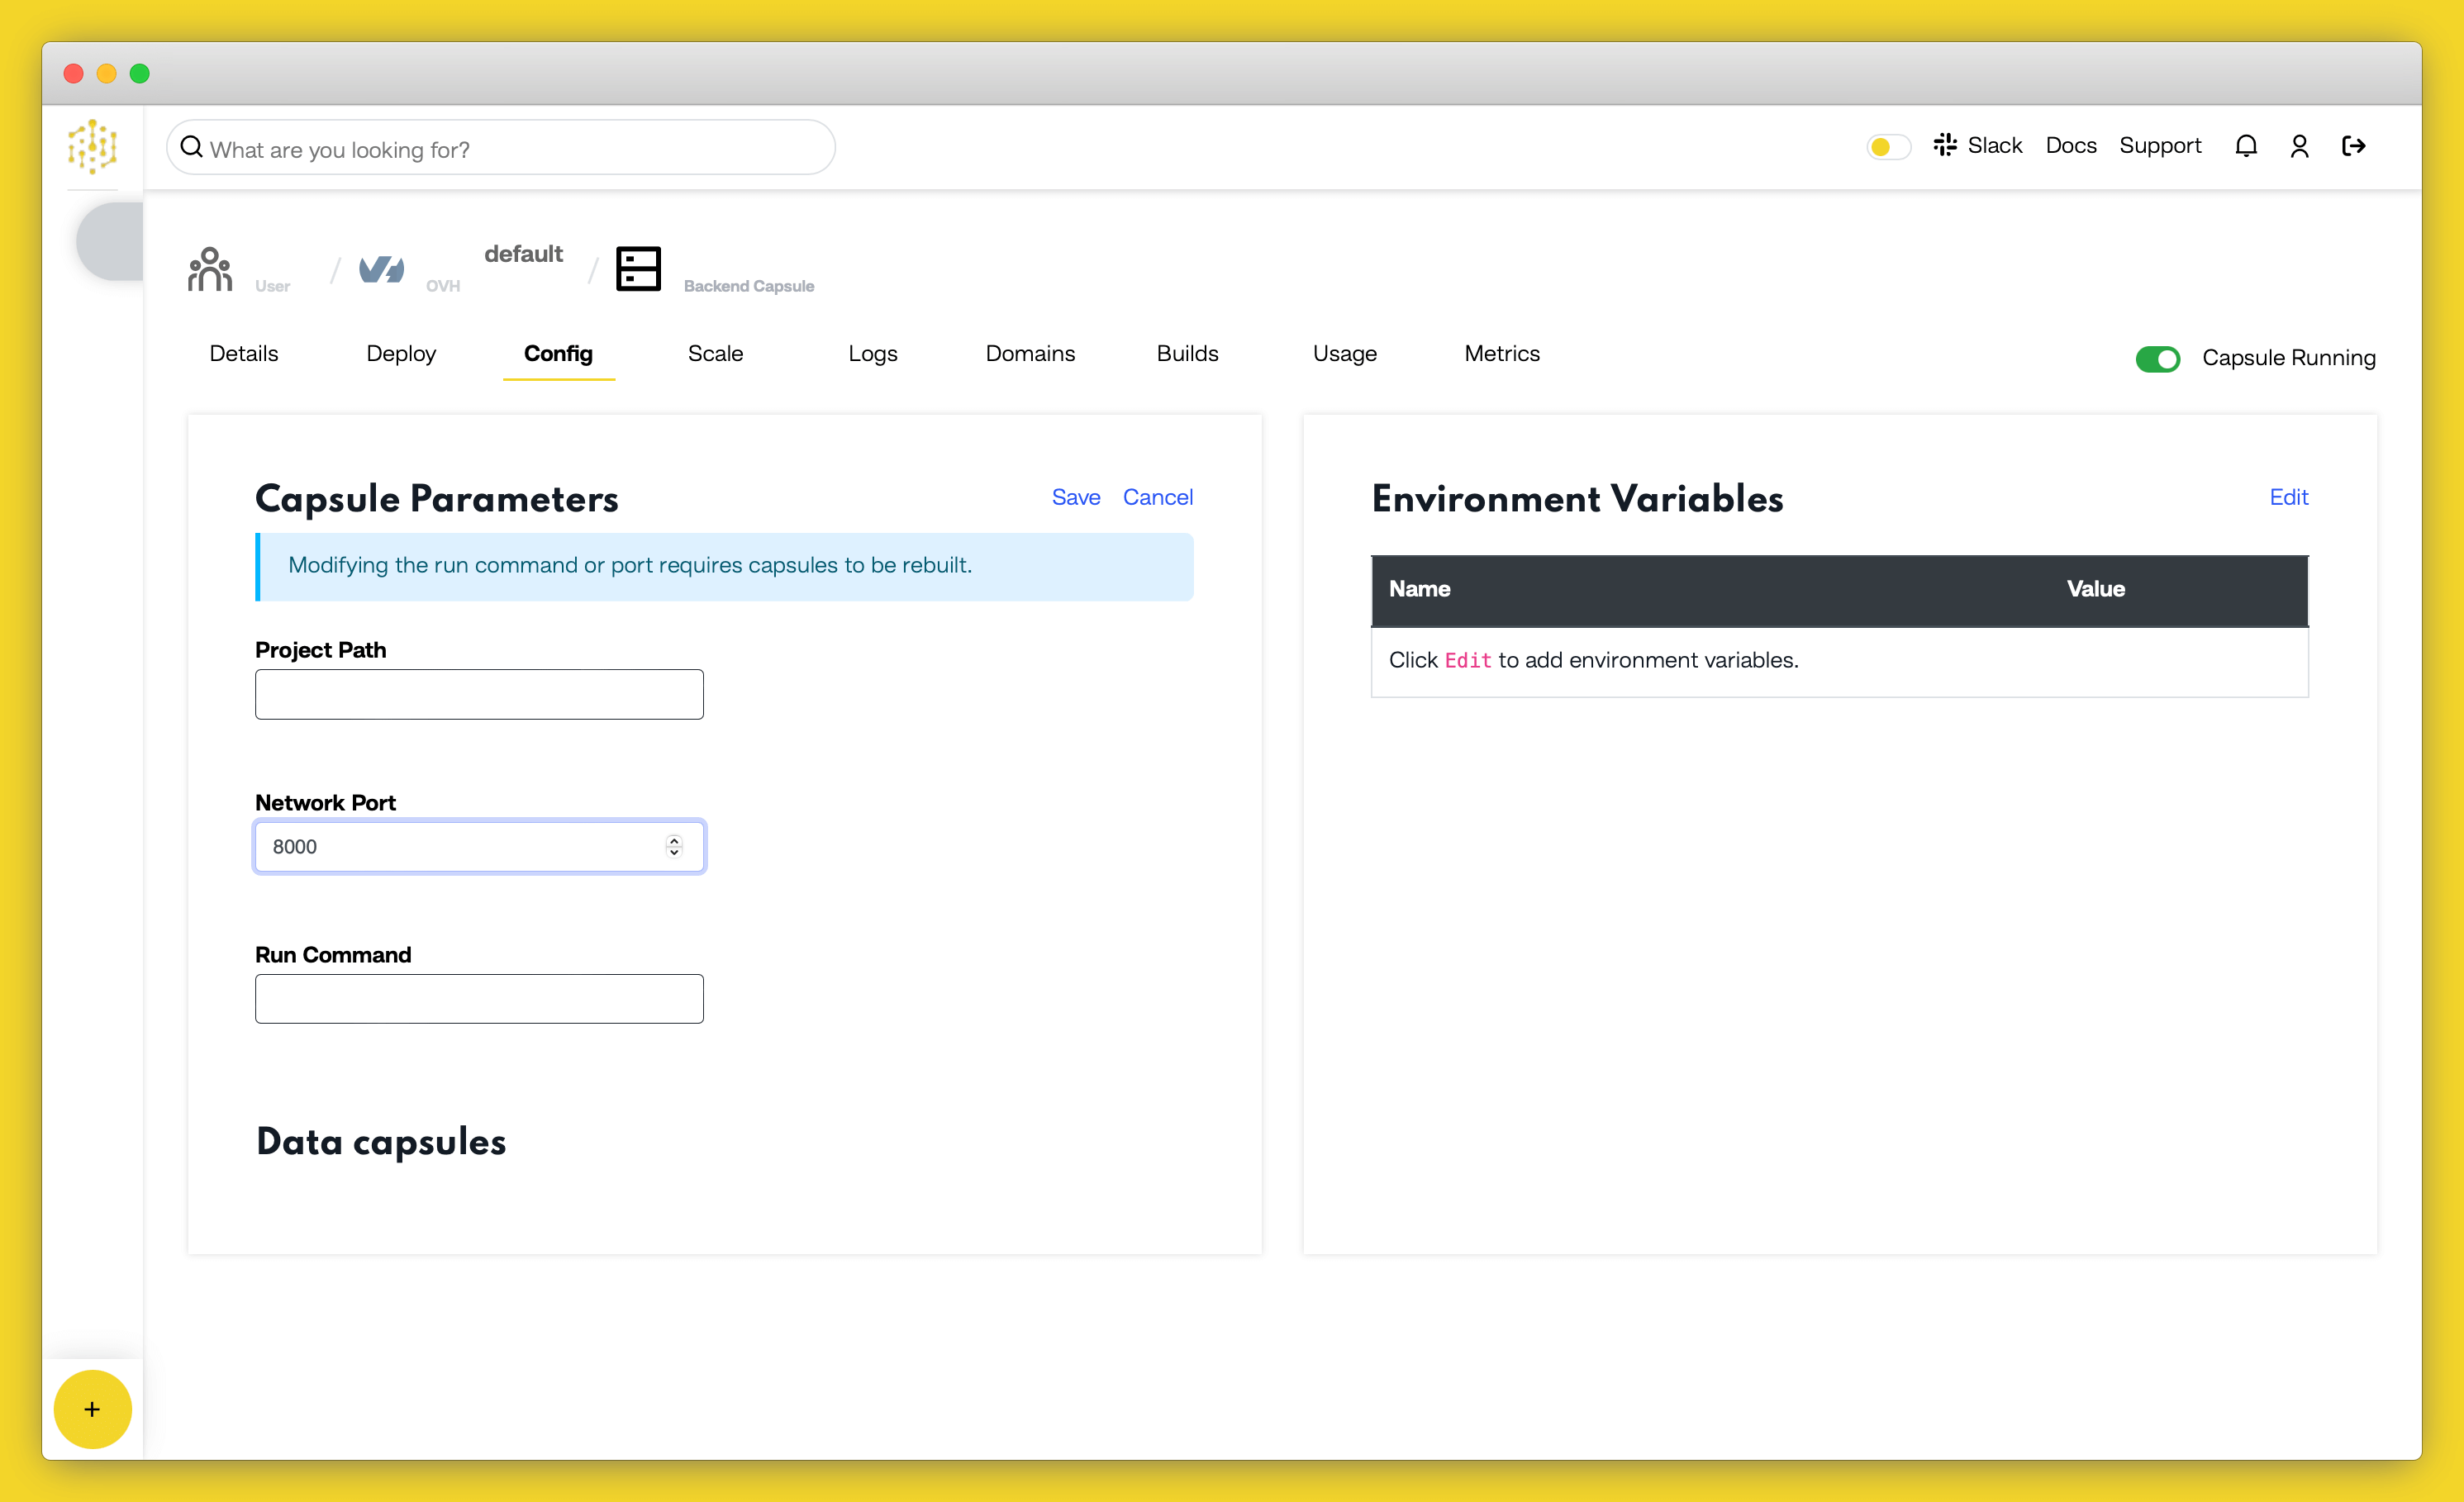 What are you looking for?
Slack
Docs
Support
User
/
OVH
default
/
Backend Capsule
Details
Deploy
Config
Scale
Logs
Domains
Builds
Usage
Metrics
Capsule Running
Capsule Parameters
Save
Cancel
Modifying the run command or port requires capsules to be rebuilt.
Project Path
Network Port
8000
Run Command
Data capsules
Environment Variables
Edit
Name
Value
Click Edit to add environment variables.
+